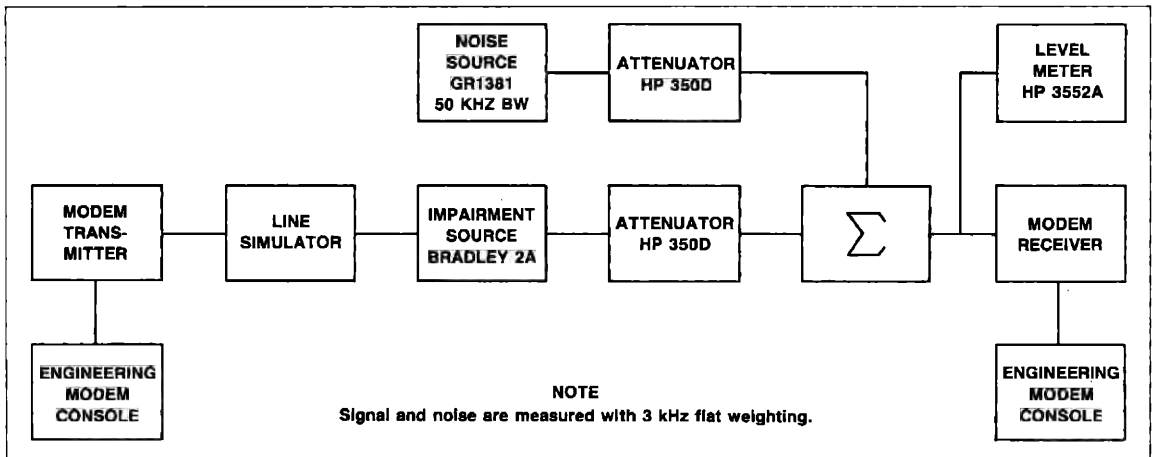 NOISE
SOURCE
GR1381
50 KHZ BW
ATTENUATOR
HP 350D
LEVEL
METER
HP 3552A
MODEM
TRANS-
MITTER
LINE
SIMULATOR
IMPAIRMENT
SOURCE
BRADLEY 2A
ATTENUATOR
HP 350D
Σ
MODEM
RECEIVER
ENGINEERING
MODEM
CONSOLE
ENGINEERING
MODEM
CONSOLE
NOTE
Signal and noise are measured with 3 kHz flat weighting.